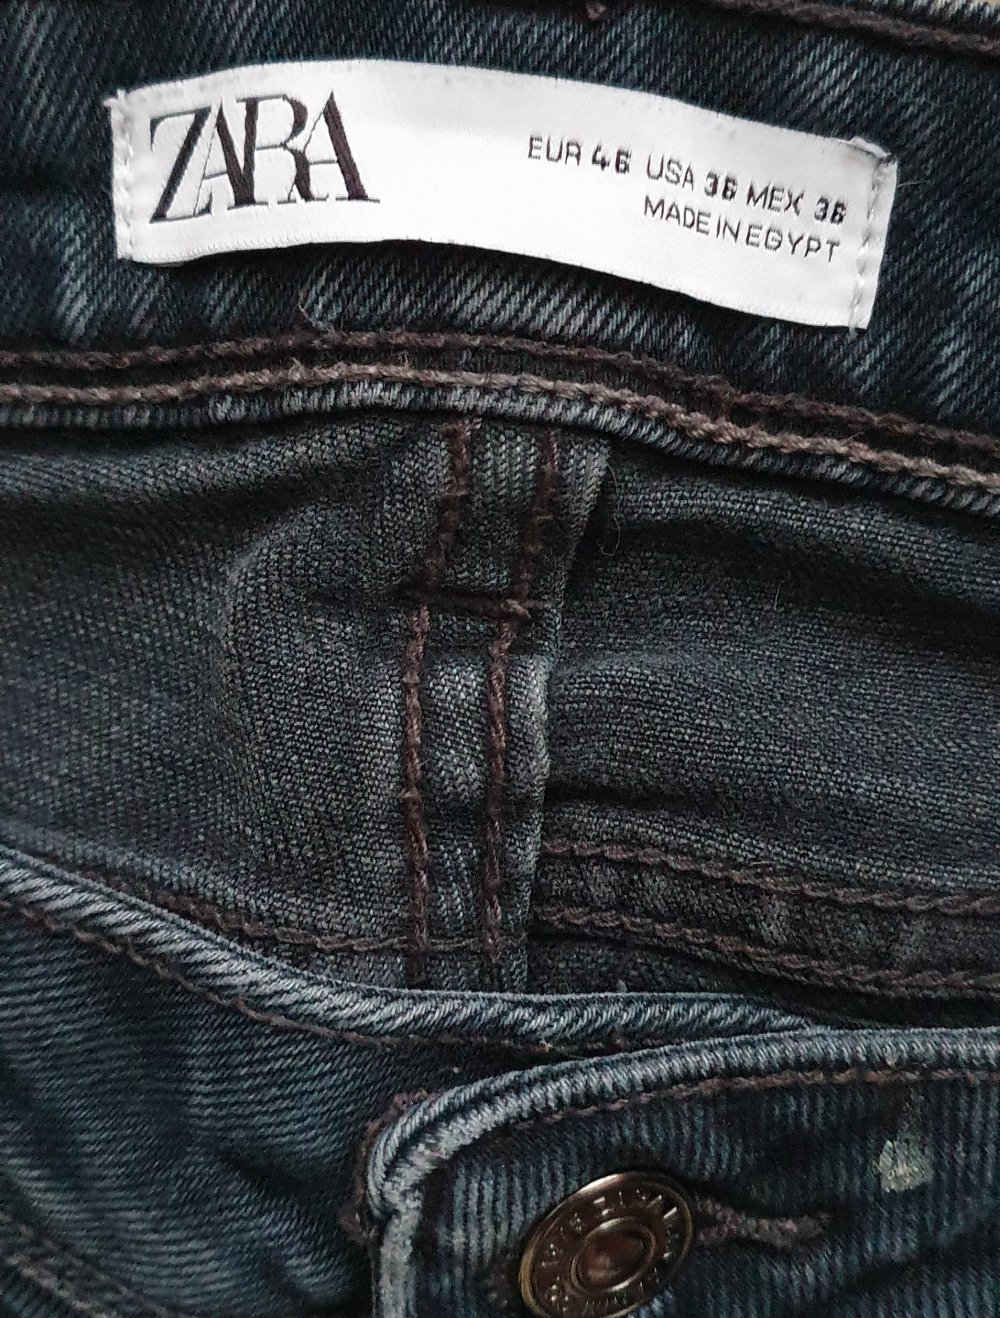 ZARA
EUR 46 USA 36 MEX 36
MADE IN EGYPT